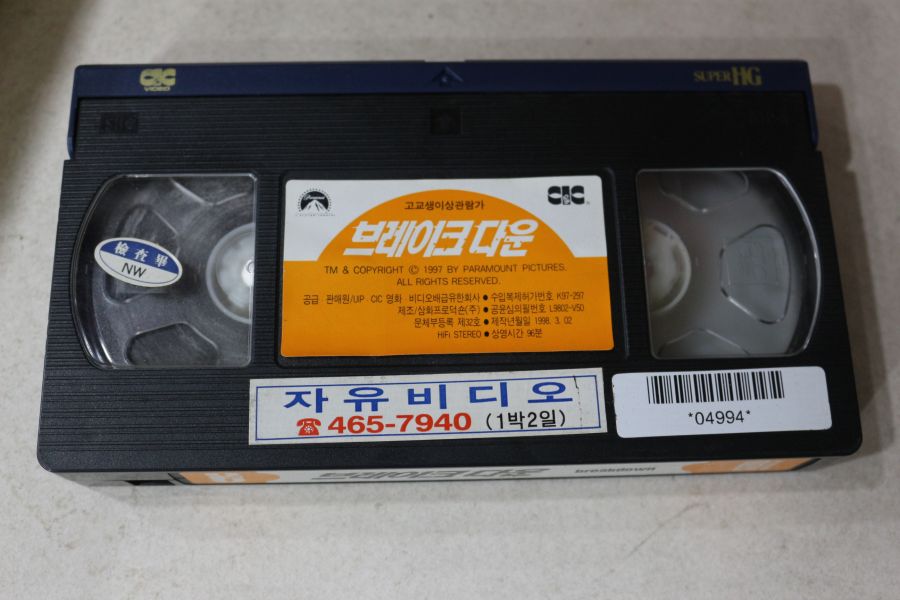 CIC
VIDEO
SUPER HG
고교생이상관람가
CIC
브레이크 다운
TM & COPYRIGHT © 1997 BY PARAMOUNT PICTURES.
ALL RIGHTS RESERVED.
공급 · 판매원/UIP · CIC 영화 · 비디오배급유한회사 ● 수입복제허가번호 K97-297
제조/삼화프로덕숀(주) ● 공윤심의필번호 L9802-V50
문체부등록 제32호 ● 제작년월일 1998. 3. 02
HiFi STEREO ● 상영시간 96분
檢查畢
NW
자유비디오
☎ 465-7940 (1박2일)
*04994*
브레이크 다운 breakdown